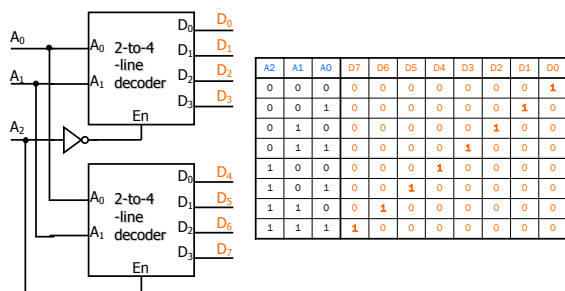 A0
A1
A2
A0
A1
2-to-4
-line
decoder
En
D0
D1
D2
D3
D0
D1
D2
D3
A0
A1
2-to-4
-line
decoder
En
D0
D1
D2
D3
D4
D5
D6
D7
A2 A1 A0 D7 D6 D5 D4 D3 D2 D1 D0
0 0 0 0 0 0 0 0 0 0 1
0 0 1 0 0 0 0 0 0 1 0
0 1 0 0 0 0 0 0 1 0 0
0 1 1 0 0 0 0 1 0 0 0
1 0 0 0 0 0 1 0 0 0 0
1 0 1 0 0 1 0 0 0 0 0
1 1 0 0 1 0 0 0 0 0 0
1 1 1 1 0 0 0 0 0 0 0